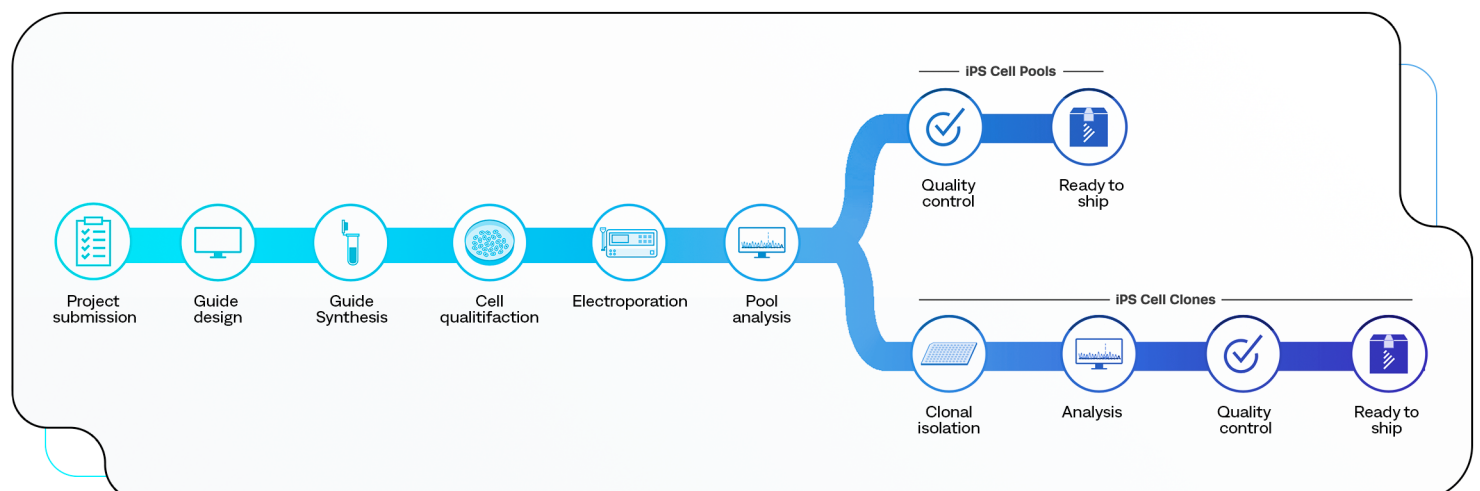 iPS Cell Pools
Quality
control
Ready to
ship
Project
submission
Guide
design
Guide
Synthesis
Cell
qualitifaction
Electroporation
Pool
analysis
iPS Cell Clones
Clonal
isolation
Analysis
Quality
control
Ready to
ship